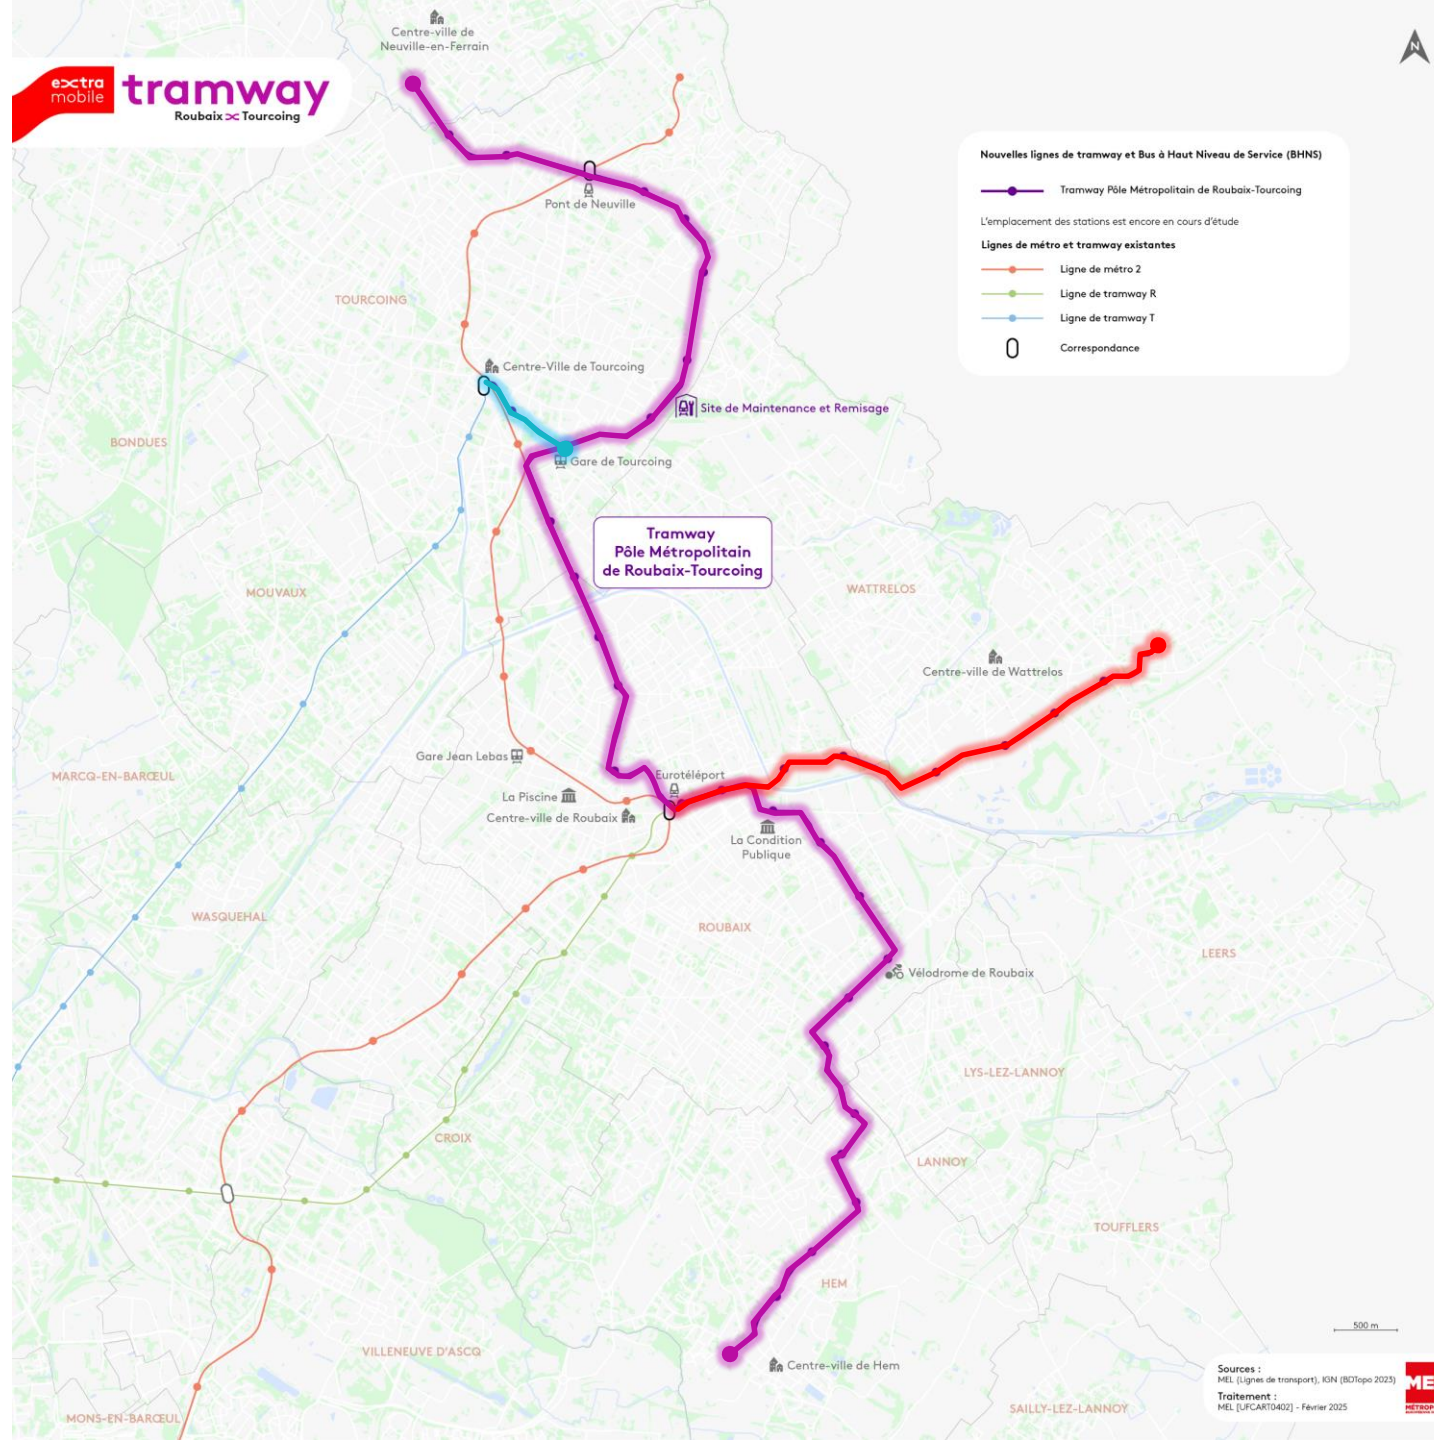 Centre-ville de
Neuville-en-Ferrain
N
extra
mobile
tramway
Roubaix Tourcoing
Nouvelles lignes de tramway et Bus à Haut Niveau de Service (BHNS)
Tramway Pôle Métropolitain de Roubaix-Tourcoing
L'emplacement des stations est encore en cours d'étude
Lignes de métro et tramway existantes
Ligne de métro 2
Ligne de tramway R
Ligne de tramway T
Correspondance
Pont de Neuville
TOURCOING
Centre-Ville de Tourcoing
Site de Maintenance et Remisage
BONDUES
Gare de Tourcoing
Tramway
Pôle Métropolitain
de Roubaix-Tourcoing
MOUVAUX
WATTRELOS
Centre-ville de Wattrelos
Gare Jean Lebas
MARCQ-EN-BARŒUL
Eurotéléport
La Piscine
Centre-ville de Roubaix
La Condition
Publique
WASQUEHAL
ROUBAIX
LEERS
Vélodrome de Roubaix
LYS-LEZ-LANNOY
CROIX
LANNOY
TOUFFLERS
HEM
500 m
VILLENEUVE D'ASCQ
Centre-ville de Hem
Sources :
MEL (Lignes de transport), IGN (BDTopo 2023)
Traitement :
MEL [UFCART0402] - Février 2025
ME
MÉTROP
MONS-EN-BARŒUL
SAILLY-LEZ-LANNOY